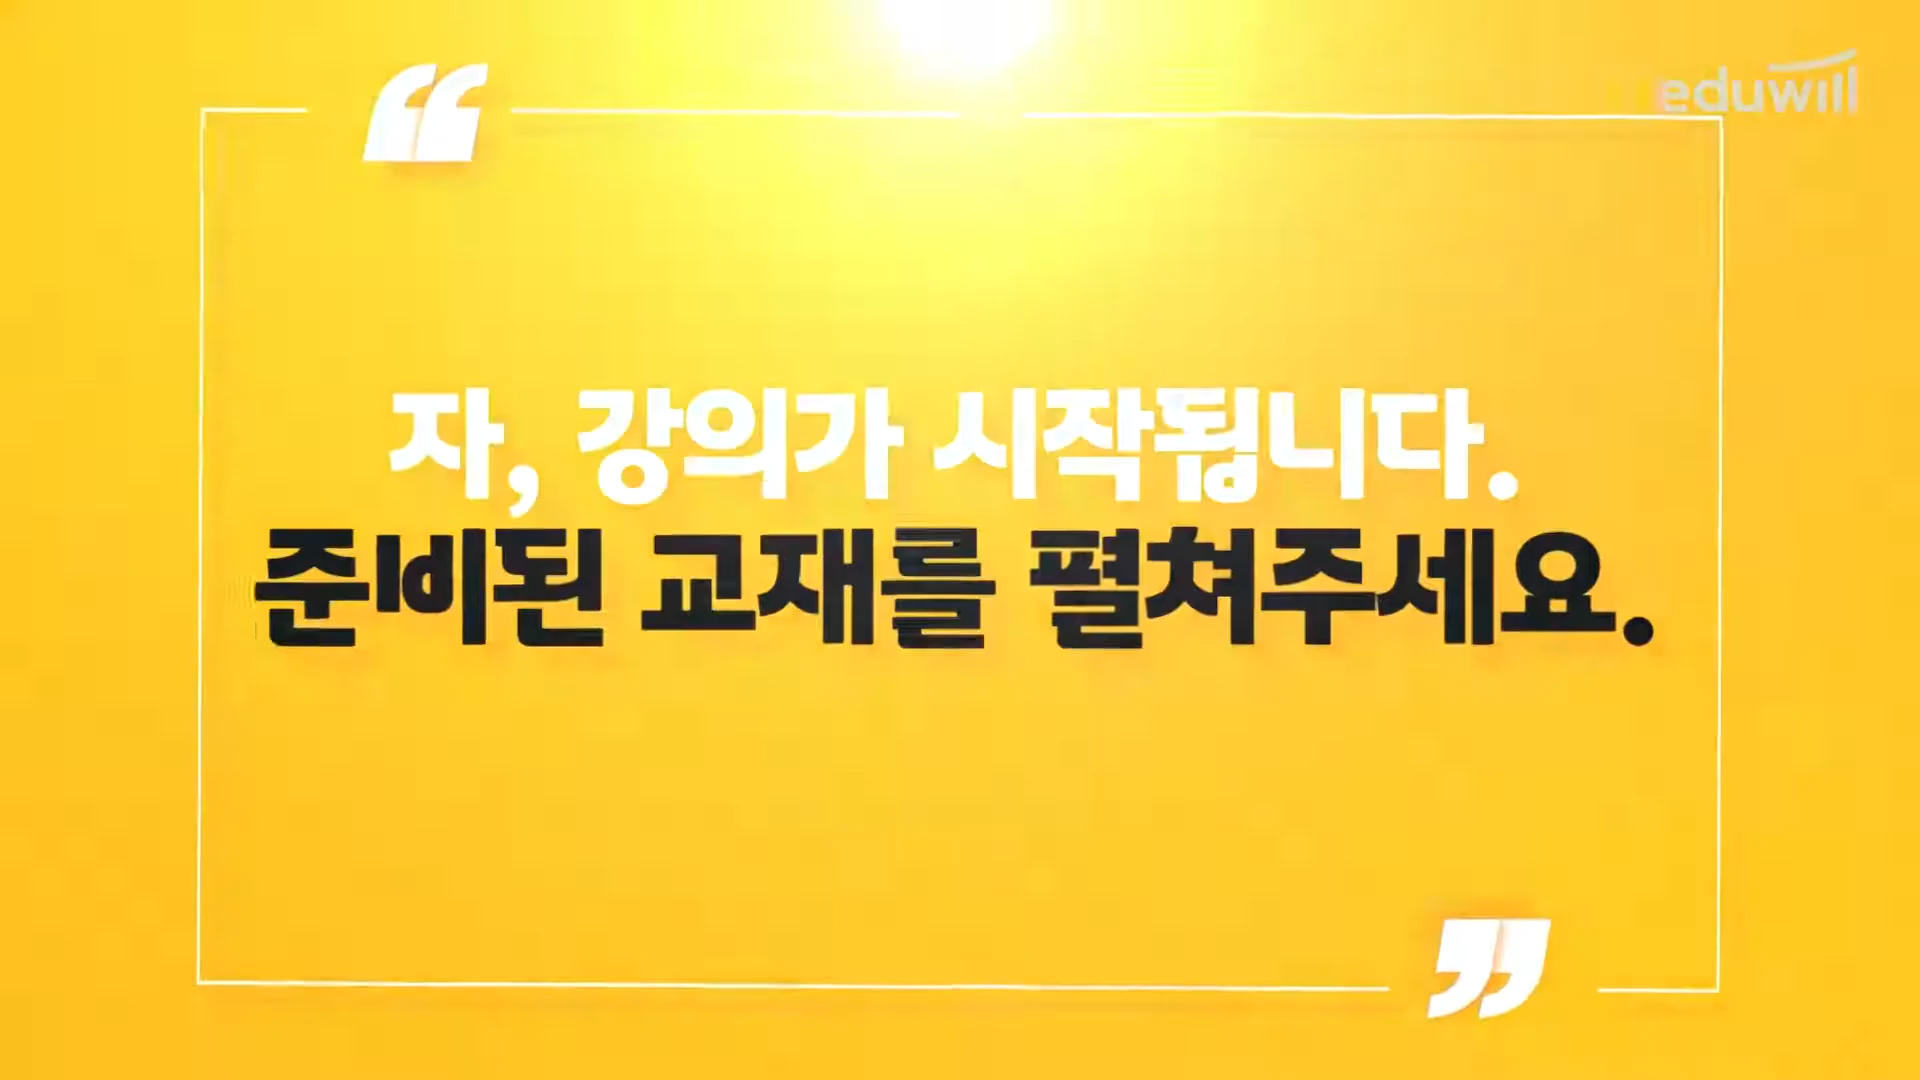 eduwill
“
자, 강의가 시작됩니다.
준비된 교재를 펼쳐주세요.
”